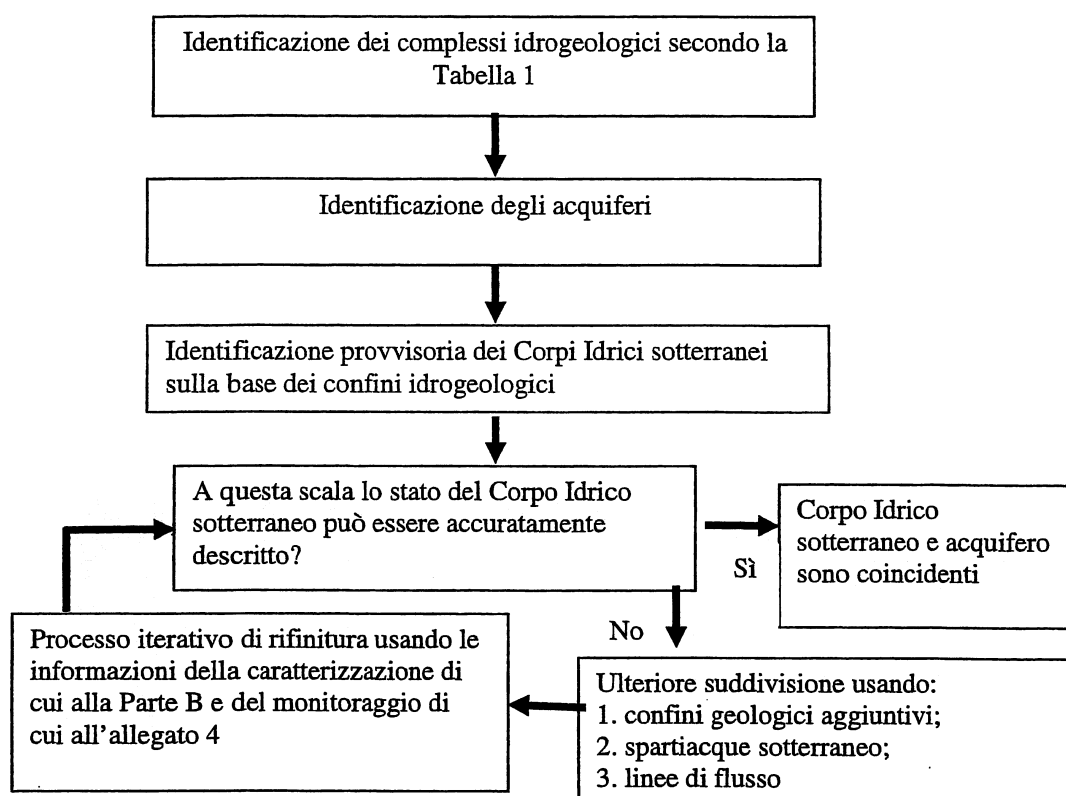 Identificazione dei complessi idrogeologici secondo la
Tabella 1
Identificazione degli acquiferi
Identificazione provvisoria dei Corpi Idrici sotterranei
sulla base dei confini idrogeologici
A questa scala lo stato del Corpo Idrico
sotterraneo può essere accuratamente
descritto?
Sì
Corpo Idrico
sotterraneo e acquifero
sono coincidenti
No
Ulteriore suddivisione usando:
1. confini geologici aggiuntivi;
2. spartiacque sotterraneo;
3. linee di flusso
Processo iterativo di rifinitura usando le
informazioni della caratterizzazione di
cui alla Parte B e del monitoraggio di
cui all'allegato 4